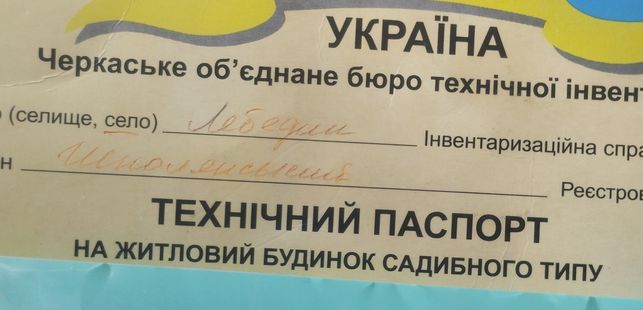 УКРАЇНА
Черкаське об'єднане бюро технічної інвент
о (селище, село) Лебедин Інвентаризаційна спра
н Шполянський Реєстров
ТЕХНІЧНИЙ ПАСПОРТ
НА ЖИТЛОВИЙ БУДИНОК САДИБНОГО ТИПУ